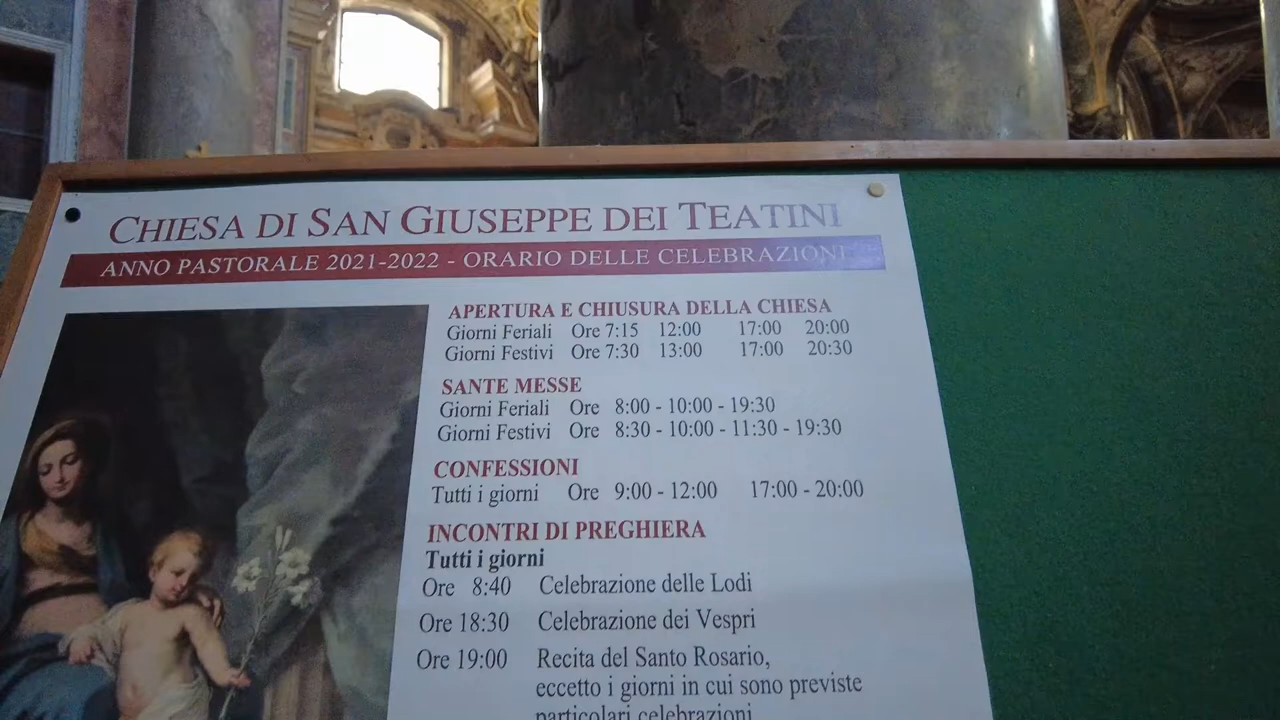 CHIESA DI SAN GIUSEPPE DEI TEATINI
ANNO PASTORALE 2021-2022 - ORARIO DELLE CELEBRAZIONI
APERTURA E CHIUSURA DELLA CHIESA
Giorni Feriali Ore 7:15 12:00 17:00 20:00
Giorni Festivi Ore 7:30 13:00 17:00 20:30
SANTE MESSE
Giorni Feriali Ore 8:00 - 10:00 - 19:30
Giorni Festivi Ore 8:30 - 10:00 - 11:30 - 19:30
CONFESSIONI
Tutti i giorni Ore 9:00 - 12:00 17:00 - 20:00
INCONTRI DI PREGHIERA
Tutti i giorni
Ore 8:40 Celebrazione delle Lodi
Ore 18:30 Celebrazione dei Vespri
Ore 19:00 Recita del Santo Rosario,
eccetto i giorni in cui sono previste
particolari celebrazioni